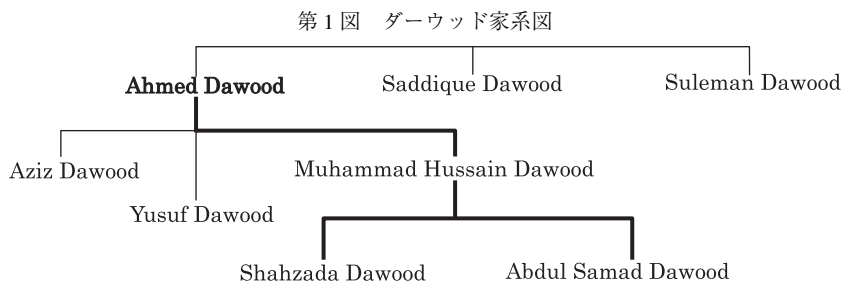 第1図　ダーウッド家系図
Ahmed Dawood
Saddique Dawood
Suleman Dawood
Aziz Dawood
Muhammad Hussain Dawood
Yusuf Dawood
Shahzada Dawood
Abdul Samad Dawood